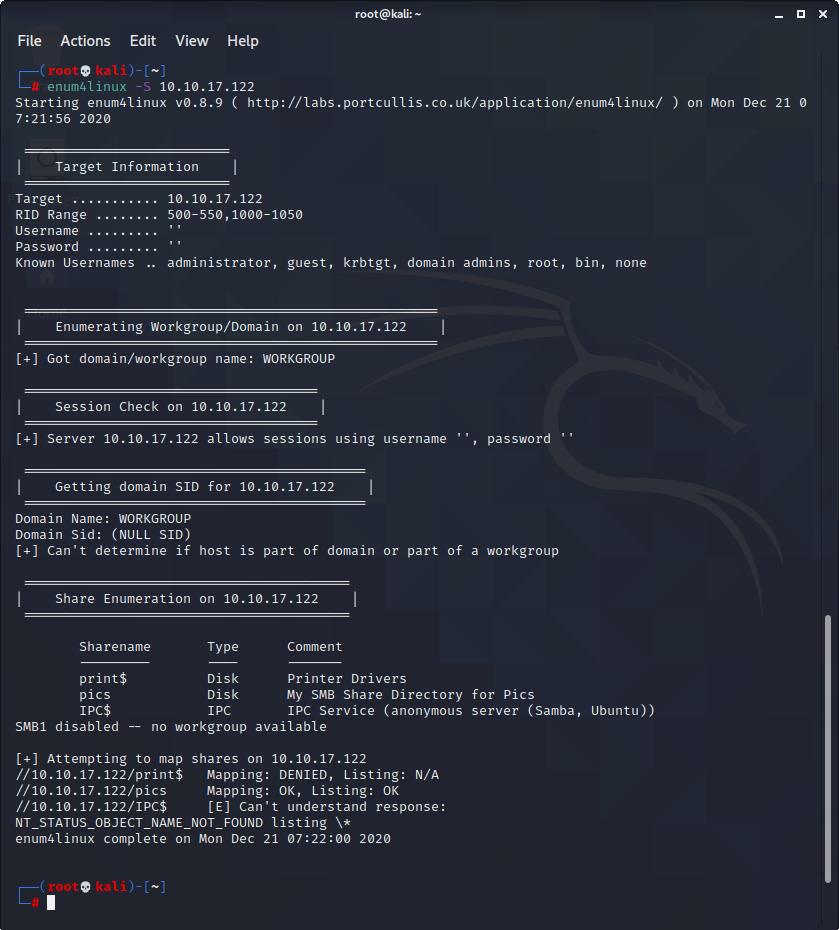 root@kali: ~
File Actions Edit View Help
┌──(root💀kali)-[~]
└─# enum4linux -S 10.10.17.122
Starting enum4linux v0.8.9 ( http://labs.portcullis.co.uk/application/enum4linux/ ) on Mon Dec 21 0
7:21:56 2020
==========================
| Target Information |
==========================
Target ........... 10.10.17.122
RID Range ........ 500-550,1000-1050
Username ......... ''
Password ......... ''
Known Usernames .. administrator, guest, krbtgt, domain admins, root, bin, none
====================================================
| Enumerating Workgroup/Domain on 10.10.17.122 |
====================================================
[+] Got domain/workgroup name: WORKGROUP
=====================================
| Session Check on 10.10.17.122 |
=====================================
[+] Server 10.10.17.122 allows sessions using username '', password ''
===========================================
| Getting domain SID for 10.10.17.122 |
===========================================
Domain Name: WORKGROUP
Domain Sid: (NULL SID)
[+] Can't determine if host is part of domain or part of a workgroup
=========================================
| Share Enumeration on 10.10.17.122 |
=========================================
Sharename Type Comment
--------- ---- -------
print$ Disk Printer Drivers
pics Disk My SMB Share Directory for Pics
IPC$ IPC IPC Service (anonymous server (Samba, Ubuntu))
SMB1 disabled -- no workgroup available
[+] Attempting to map shares on 10.10.17.122
//10.10.17.122/print$ Mapping: DENIED, Listing: N/A
//10.10.17.122/pics Mapping: OK, Listing: OK
//10.10.17.122/IPC$ [E] Can't understand response:
NT_STATUS_OBJECT_NAME_NOT_FOUND listing \*
enum4linux complete on Mon Dec 21 07:22:00 2020
┌──(root💀kali)-[~]
└─#